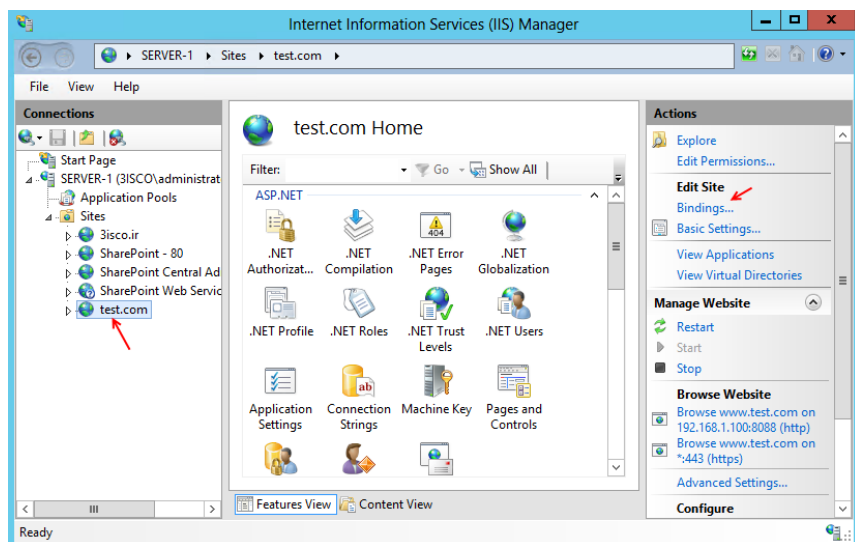 Internet Information Services (IIS) Manager
SERVER-1 Sites test.com
File View Help
Connections
Start Page
SERVER-1 (3ISCO\administrat
Application Pools
Sites
3isco.ir
SharePoint - 80
SharePoint Central Ad
SharePoint Web Servic
test.com
test.com Home
Filter: Go Show All
ASP.NET
.NET Authorizat...
.NET Compilation
404
.NET Error Pages
.NET Globalization
.NET Profile
.NET Roles
.NET Trust Levels
.NET Users
ab
Application Settings
Connection Strings
Machine Key
Pages and Controls
Features View Content View
Actions
Explore
Edit Permissions...
Edit Site
Bindings...
Basic Settings...
View Applications
View Virtual Directories
Manage Website
Restart
Start
Stop
Browse Website
Browse www.test.com on
192.168.1.100:8088 (http)
Browse www.test.com on
*:443 (https)
Advanced Settings...
Configure
Ready